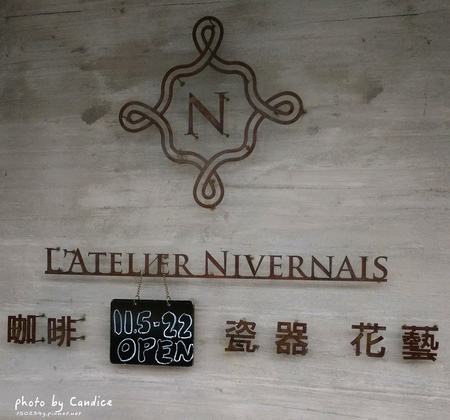 N
L'ATELIER NIVERNAIS
咖啡 瓷器 花藝
11.5-22
OPEN
photo by Candice